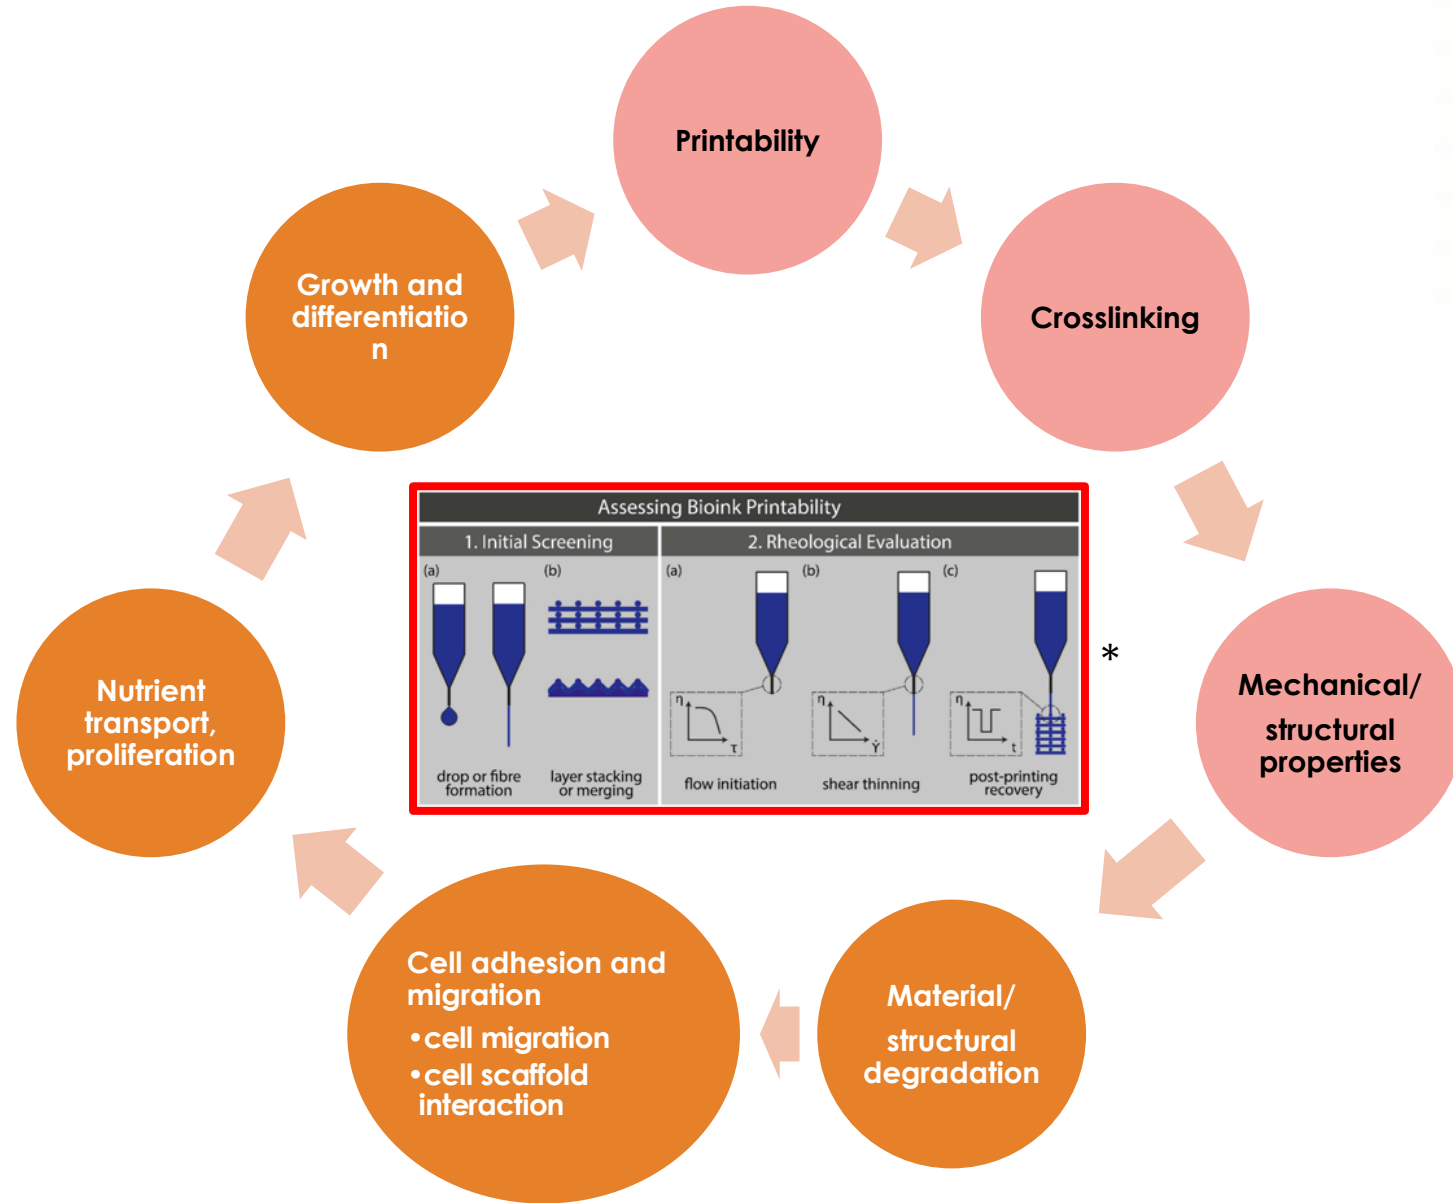 Printability
Crosslinking
Mechanical/
structural
properties
Material/
structural
degradation
Cell adhesion and
migration
•cell migration
•cell scaffold
interaction
Nutrient
transport,
proliferation
Growth and
differentiatio
n
Assessing Bioink Printability
1. Initial Screening
2. Rheological Evaluation
(a)
(b)
(a)
(b)
(c)
η
τ
η
γ̇
η
t
drop or fibre
formation
layer stacking
or merging
flow initiation
shear thinning
post-printing
recovery
*